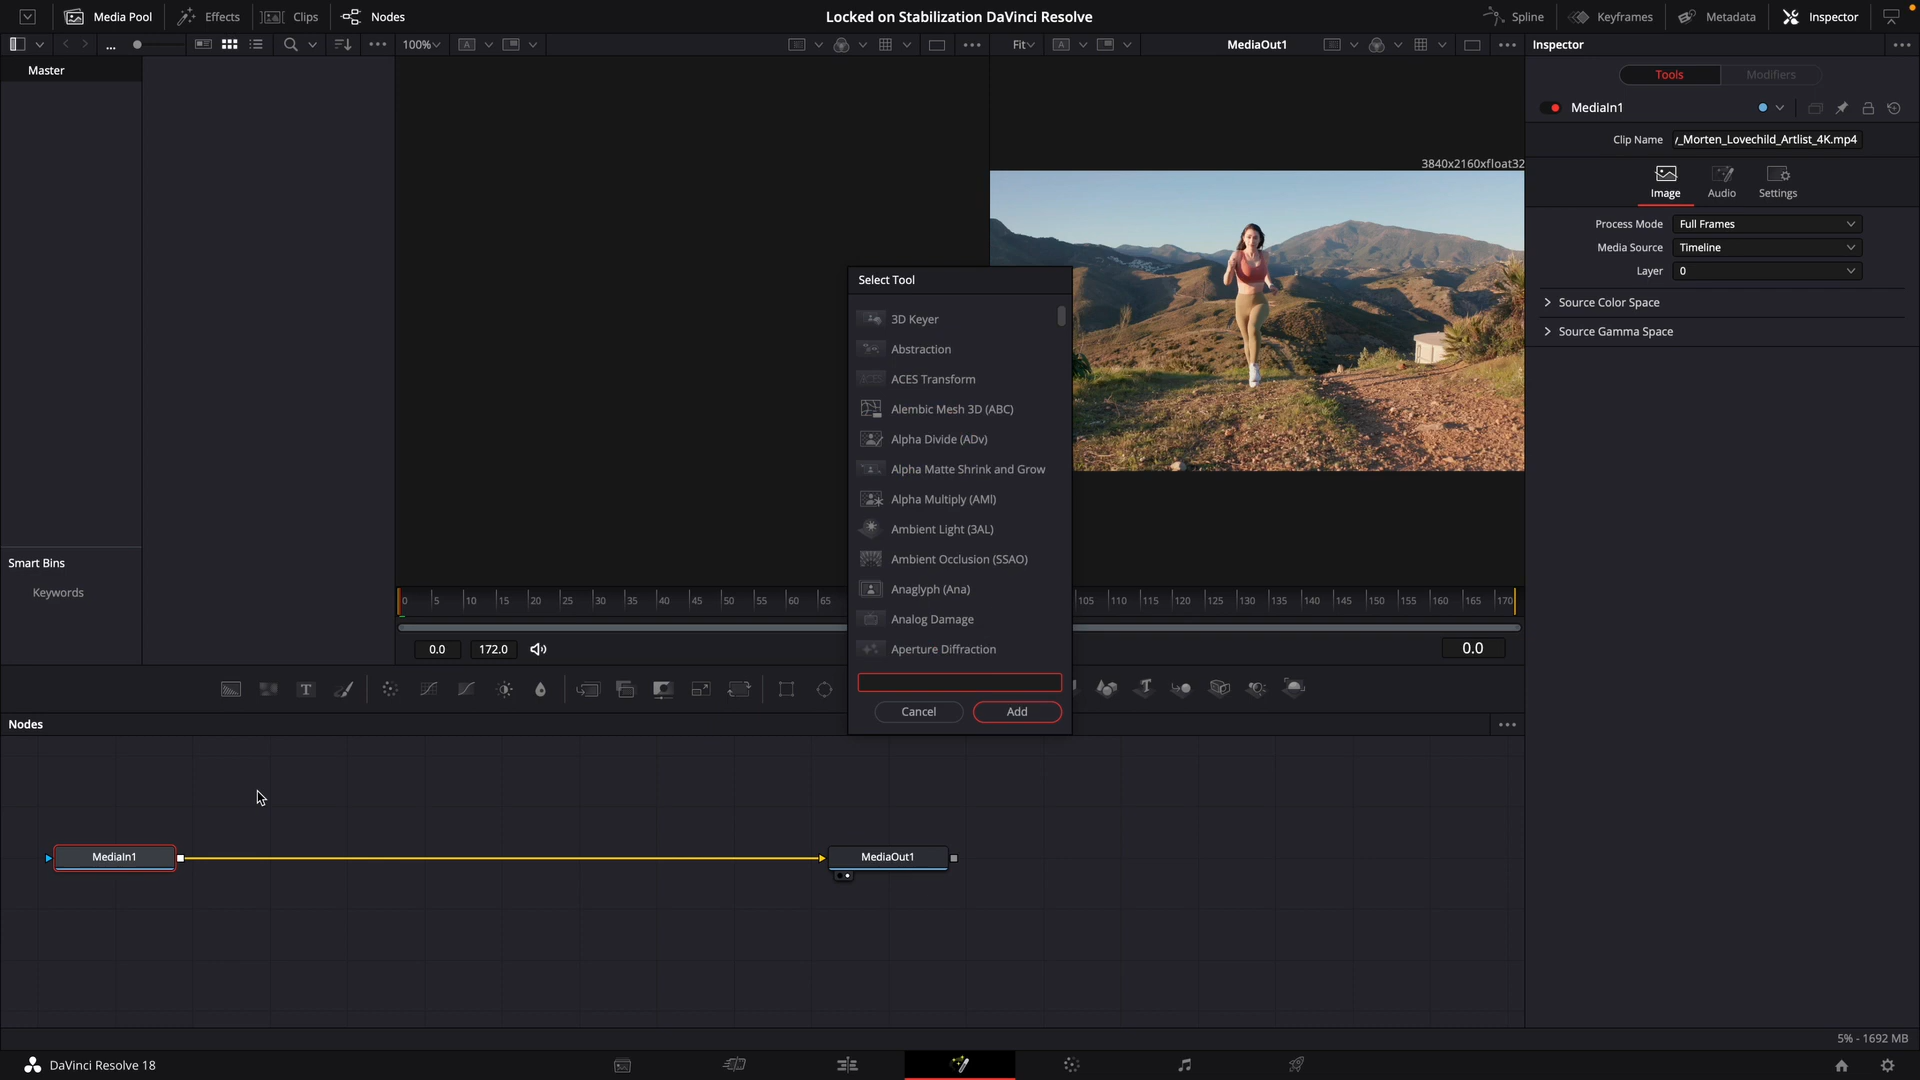 Media Pool
Effects
Clips
Nodes
Locked on Stabilization DaVinci Resolve
Spline
Keyframes
Metadata
Inspector
...
100%
A
Fit
A
MediaOut1
Inspector
Master
Tools
Modifiers
MediaIn1
Clip Name
_Morten_Lovechild_Artlist_4K.mp4
3840x2160xfloat32
Image
Audio
Settings
Process Mode
Full Frames
Media Source
Timeline
Layer
0
Source Color Space
Source Gamma Space
Select Tool
3D Keyer
Abstraction
ACES Transform
Alembic Mesh 3D (ABC)
Alpha Divide (ADv)
Alpha Matte Shrink and Grow
Alpha Multiply (AMl)
Ambient Light (3AL)
Ambient Occlusion (SSAO)
Anaglyph (Ana)
Analog Damage
Aperture Diffraction
Cancel
Add
Smart Bins
Keywords
0 5 10 15 20 25 30 35 40 45 50 55 60 65
105 110 115 120 125 130 135 140 145 150 155 160 165 170
0.0
172.0
0.0
T
T
Nodes
MediaIn1
MediaOut1
5% - 1692 MB
DaVinci Resolve 18